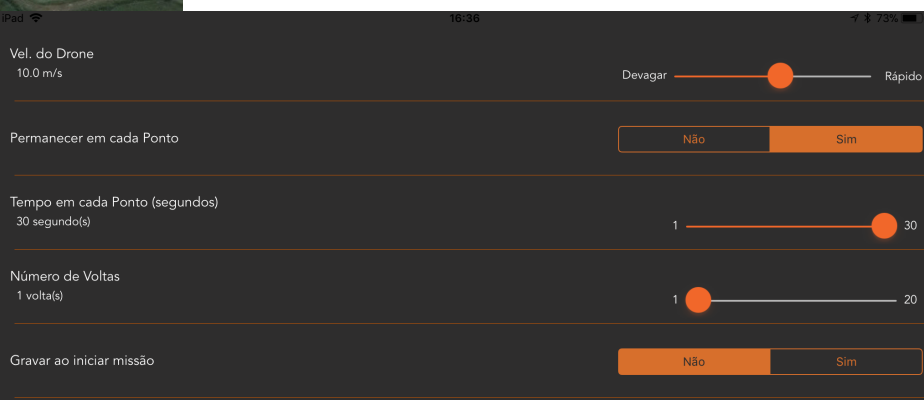 iPad 16:36 73%
Vel. do Drone
10.0 m/s
Devagar Rápido
Permanecer em cada Ponto
Não Sim
Tempo em cada Ponto (segundos)
30 segundo(s)
1 30
Número de Voltas
1 volta(s)
1 20
Gravar ao iniciar missão
Não Sim